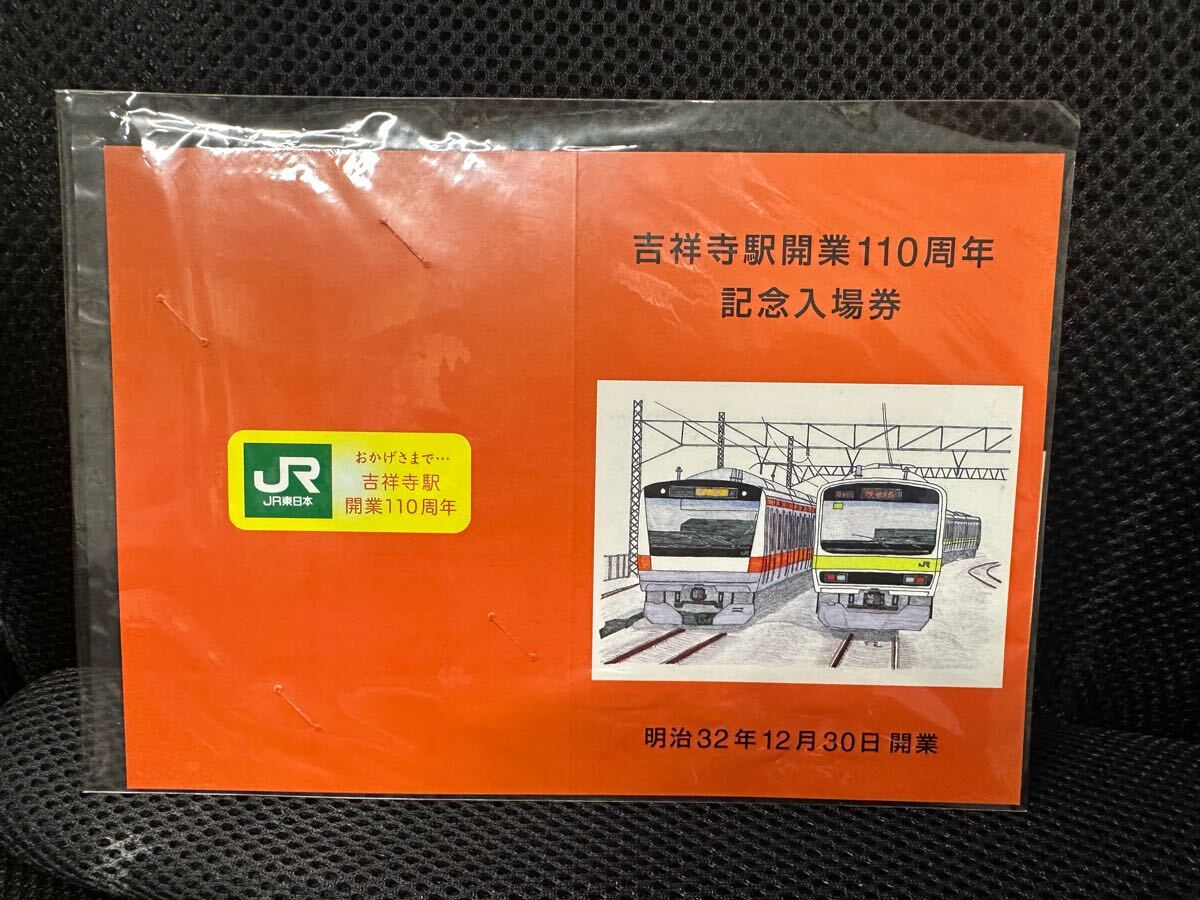 吉祥寺駅開業110周年
記念入場券
明治32年12月30日開業
JR
JR東日本
おかげさまで…
吉祥寺駅
開業110周年
JR